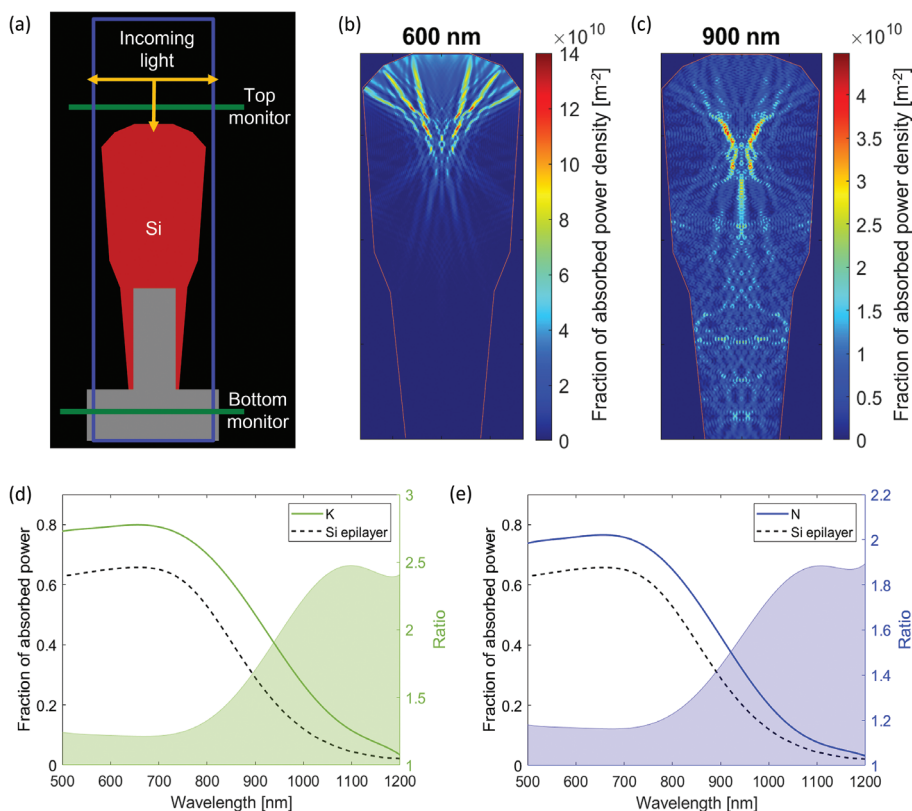 (a)
Incoming
light
Top
monitor
Si
Bottom
monitor
(b)
600 nm
×10¹⁰
14
12
10
8
6
4
2
0
Fraction of absorbed power density [m⁻²]
(c)
900 nm
×10¹⁰
4
3.5
3
2.5
2
1.5
1
0.5
0
Fraction of absorbed power density [m⁻²]
(d)
K
Si epilayer
Fraction of absorbed power
0.8
0.6
0.4
0.2
0
3
2.5
2
1.5
1
Ratio
500 600 700 800 900 1000 1100 1200
Wavelength [nm]
(e)
N
Si epilayer
Fraction of absorbed power
0.8
0.6
0.4
0.2
0
2.2
2
1.8
1.6
1.4
1.2
1
Ratio
500 600 700 800 900 1000 1100 1200
Wavelength [nm]